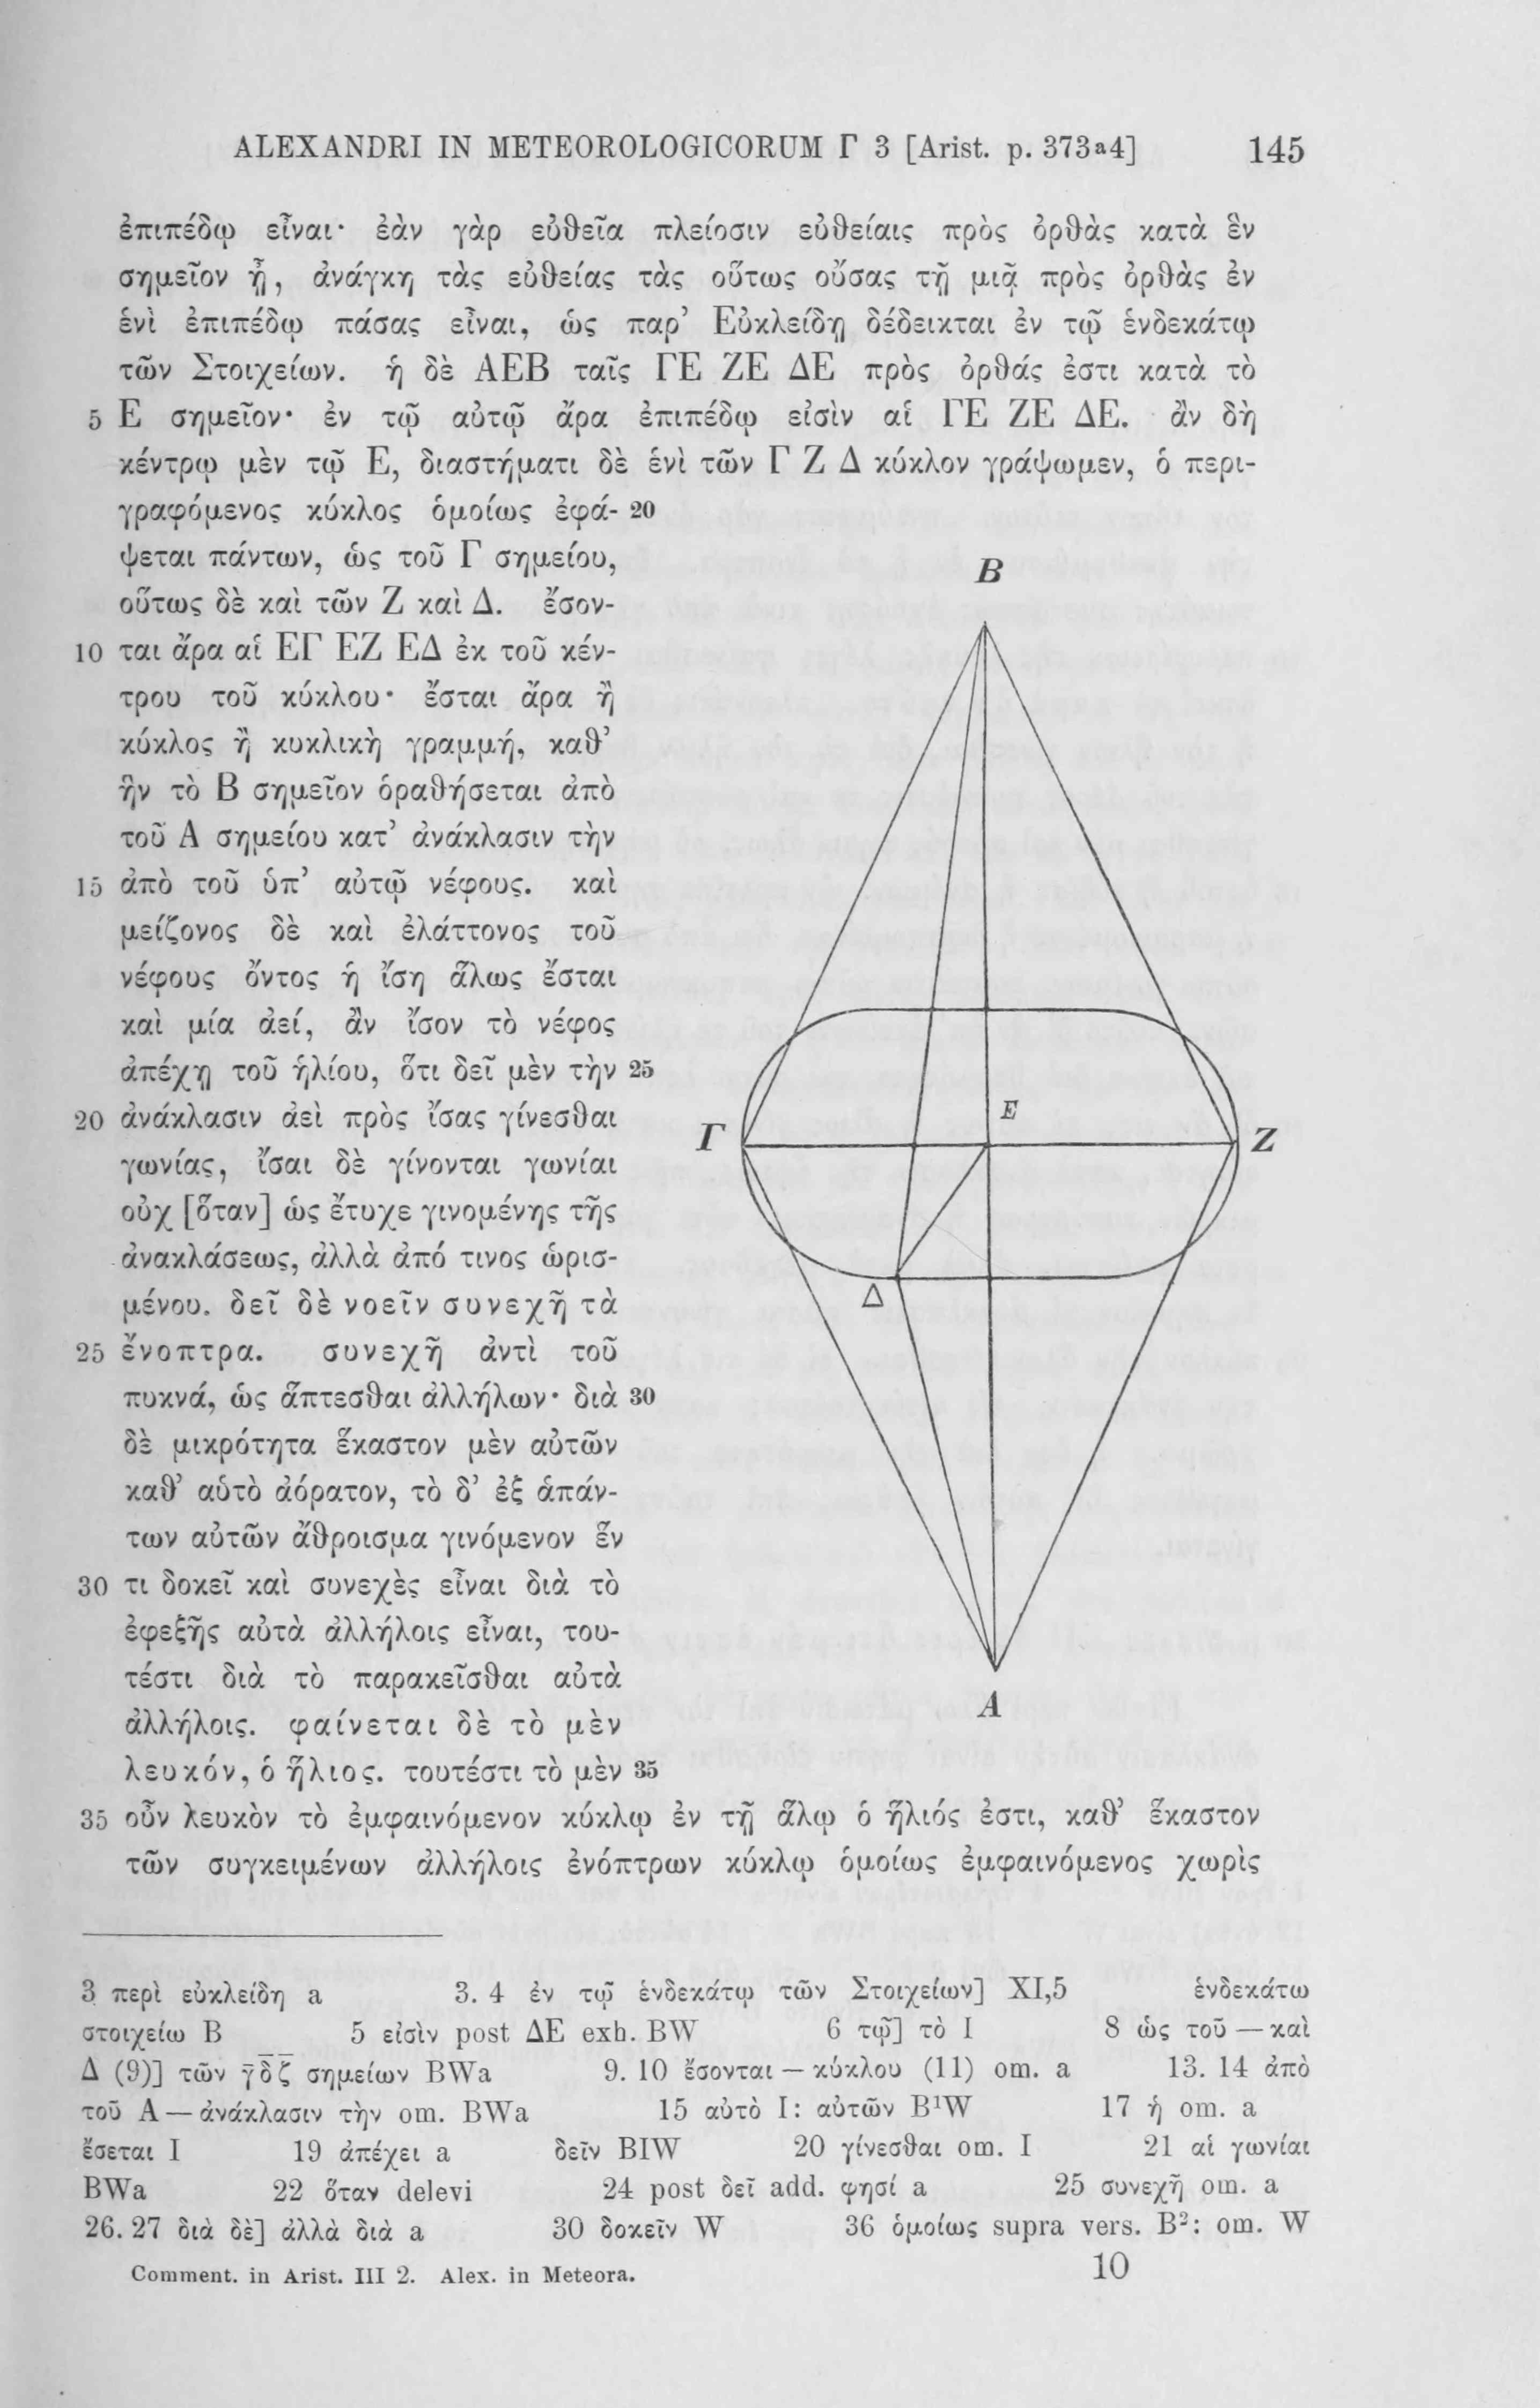 ALEXANDRI IN METEOROLOGICORUM Γ 3 [Arist. p. 373a4] 145
ἐπιπέδῳ εἶναι· ἐὰν γὰρ εὐθεῖα πλείοσιν εὐθείαις πρὸς ὀρθὰς κατὰ ἓν
σημεῖον ᾖ, ἀνάγκη τὰς εὐθείας τὰς οὕτως οὔσας τῇ μιᾷ πρὸς ὀρθὰς ἐν
ἑνὶ ἐπιπέδῳ πάσας εἶναι, ὡς παρ’ Εὐκλείδῃ δέδεικται ἐν τῷ ἑνδεκάτῳ
τῶν Στοιχείων. ἡ δὲ ΑΕΒ ταῖς ΓΕ ΖΕ ΔΕ πρὸς ὀρθάς ἐστι κατὰ τὸ
5 Ε σημεῖον· ἐν τῷ αὐτῷ ἄρα ἐπιπέδῳ εἰσὶν αἱ ΓΕ ΖΕ ΔΕ. ἂν δὴ
κέντρῳ μὲν τῷ Ε, διαστήματι δὲ ἑνὶ τῶν Γ Ζ Δ κύκλον γράψωμεν, ὁ περι-
γραφόμενος κύκλος ὁμοίως ἐφά- 20
ψεται πάντων, ὡς τοῦ Γ σημείου,
οὕτως δὲ καὶ τῶν Ζ καὶ Δ. ἔσον-
10 ται ἄρα αἱ ΕΓ ΕΖ ΕΔ ἐκ τοῦ κέν-
τρου τοῦ κύκλου· ἔσται ἄρα ἢ
κύκλος ἢ κυκλικὴ γραμμή, καθ’
ἣν τὸ Β σημεῖον ὁραθήσεται ἀπὸ
τοῦ Α σημείου κατ’ ἀνάκλασιν τὴν
15 ἀπὸ τοῦ ὑπ’ αὐτῷ νέφους. καὶ
μείζονος δὲ καὶ ἐλάττονος τοῦ
νέφους ὄντος ἡ ἴση ἅλως ἔσται
καὶ μία ἀεί, ἂν ἴσον τὸ νέφος
ἀπέχῃ τοῦ ἡλίου, ὅτι δεῖ μὲν τὴν 25
20 ἀνάκλασιν ἀεὶ πρὸς ἴσας γίνεσθαι
γωνίας, ἴσαι δὲ γίνονται γωνίαι
οὐχ [ὅταν] ὡς ἔτυχε γινομένης τῆς
ἀνακλάσεως, ἀλλὰ ἀπό τινος ὡρισ-
μένου. δεῖ δὲ νοεῖν συνεχῆ τὰ
25 ἔνοπτρα. συνεχῆ ἀντὶ τοῦ
πυκνά, ὡς ἅπτεσθαι ἀλλήλων· διὰ 30
δὲ μικρότητα ἕκαστον μὲν αὐτῶν
καθ’ αὑτὸ ἀόρατον, τὸ δ’ ἐξ ἁπάν-
των αὐτῶν ἄθροισμα γινόμενον ἕν
30 τι δοκεῖ καὶ συνεχὲς εἶναι διὰ τὸ
ἐφεξῆς αὐτὰ ἀλλήλοις εἶναι, του-
τέστι διὰ τὸ παρακεῖσθαι αὐτὰ
ἀλλήλοις. φαίνεται δὲ τὸ μὲν
λευκόν, ὁ ἥλιος. τουτέστι τὸ μὲν 35
Β
Ε
Γ
Ζ
Δ
Α
35 οὖν λευκὸν τὸ ἐμφαινόμενον κύκλῳ ἐν τῇ ἅλῳ ὁ ἥλιός ἐστι, καθ’ ἕκαστον
τῶν συγκειμένων ἀλλήλοις ἐνόπτρων κύκλῳ ὁμοίως ἐμφαινόμενος χωρὶς
3 περὶ εὐκλείδη a 3. 4 ἐν τῷ ἑνδεκάτῳ τῶν Στοιχείων] XI,5 ἑνδεκάτω
στοιχείω B 5 εἰσὶν post ΔΕ exh. BW 6 τῷ] τὸ I 8 ὡς τοῦ — καὶ
Δ (9)] τῶν γ̅ δ̅ ζ̅ σημείων BWa 9. 10 ἔσονται — κύκλου (11) om. a 13. 14 ἀπὸ
τοῦ Α — ἀνάκλασιν τὴν om. BWa 15 αὐτὸ I: αὐτῶν B¹W 17 ἡ om. a
ἔσεται I 19 ἀπέχει a δεῖν BIW 20 γίνεσθαι om. I 21 αἱ γωνίαι
BWa 22 ὅταν delevi 24 post δεῖ add. φησί a 25 συνεχῆ om. a
26. 27 διὰ δὲ] ἀλλὰ διὰ a 30 δοκεῖν W 36 ὁμοίως supra vers. B²: om. W
Comment. in Arist. III 2. Alex. in Meteora. 10